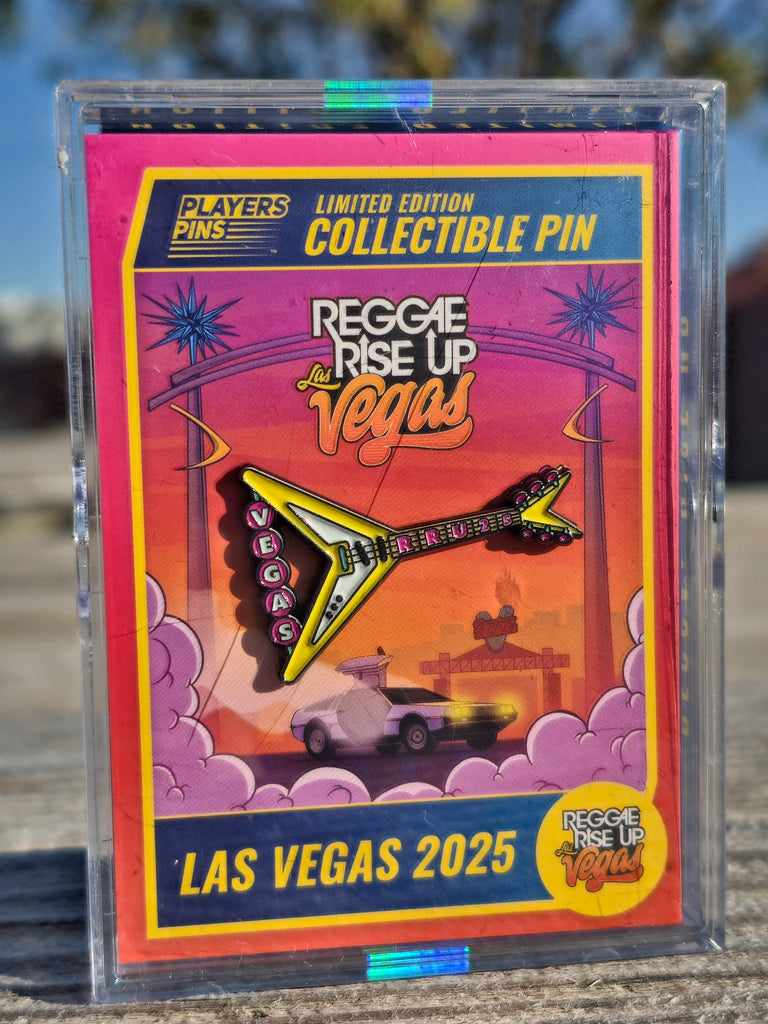 PLAYERS
PINS
LIMITED EDITION
COLLECTIBLE PIN
REGGAE
RISE UP
Las
Vegas
VEGAS
RRU25
LAS VEGAS 2025
REGGAE
RISE UP
Las
Vegas